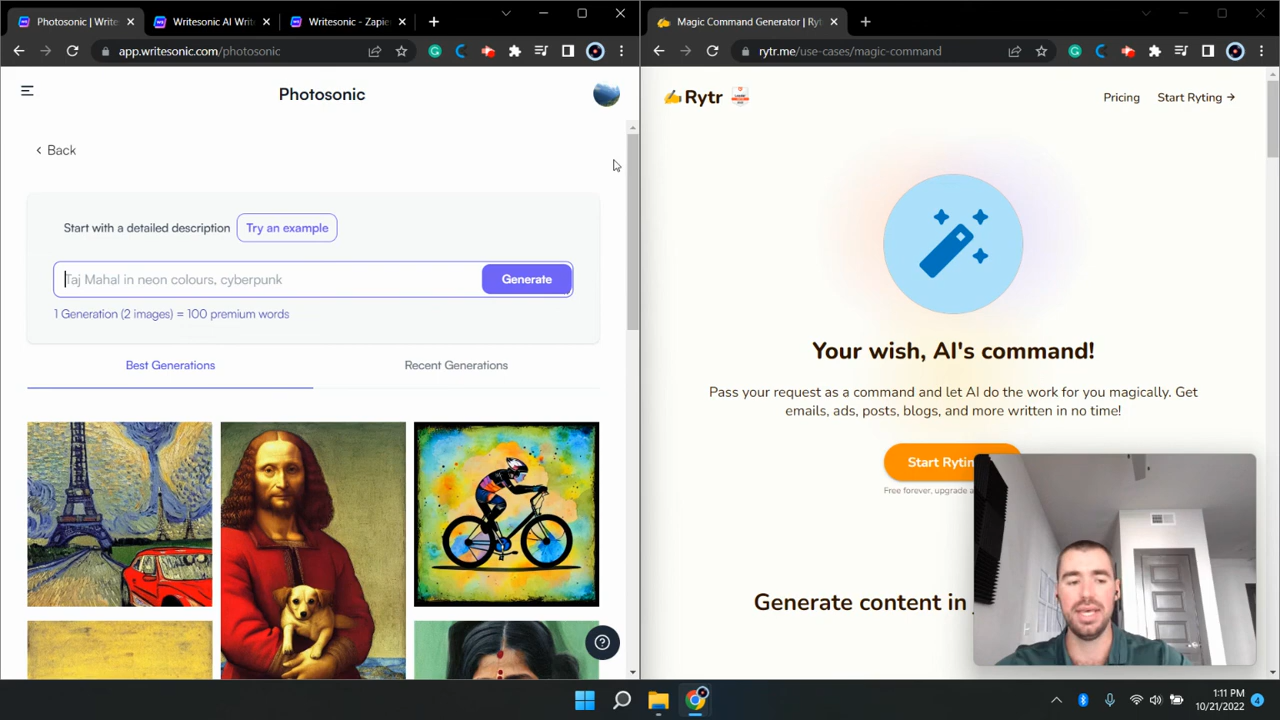 Photosonic | Writes
Writesonic AI Writ
Writesonic - Zapie
app.writesonic.com/photosonic
Photosonic
Back
Start with a detailed description
Try an example
Taj Mahal in neon colours, cyberpunk
Generate
1 Generation (2 images) = 100 premium words
Best Generations
Recent Generations
Magic Command Generator | Ryt
rytr.me/use-cases/magic-command
Rytr
Pricing
Start Ryting →
Your wish, AI's command!
Pass your request as a command and let AI do the work for you magically. Get
emails, ads, posts, blogs, and more written in no time!
Start Rytin
Free forever, upgrade a
Generate content in
1:11 PM
10/21/2022
4